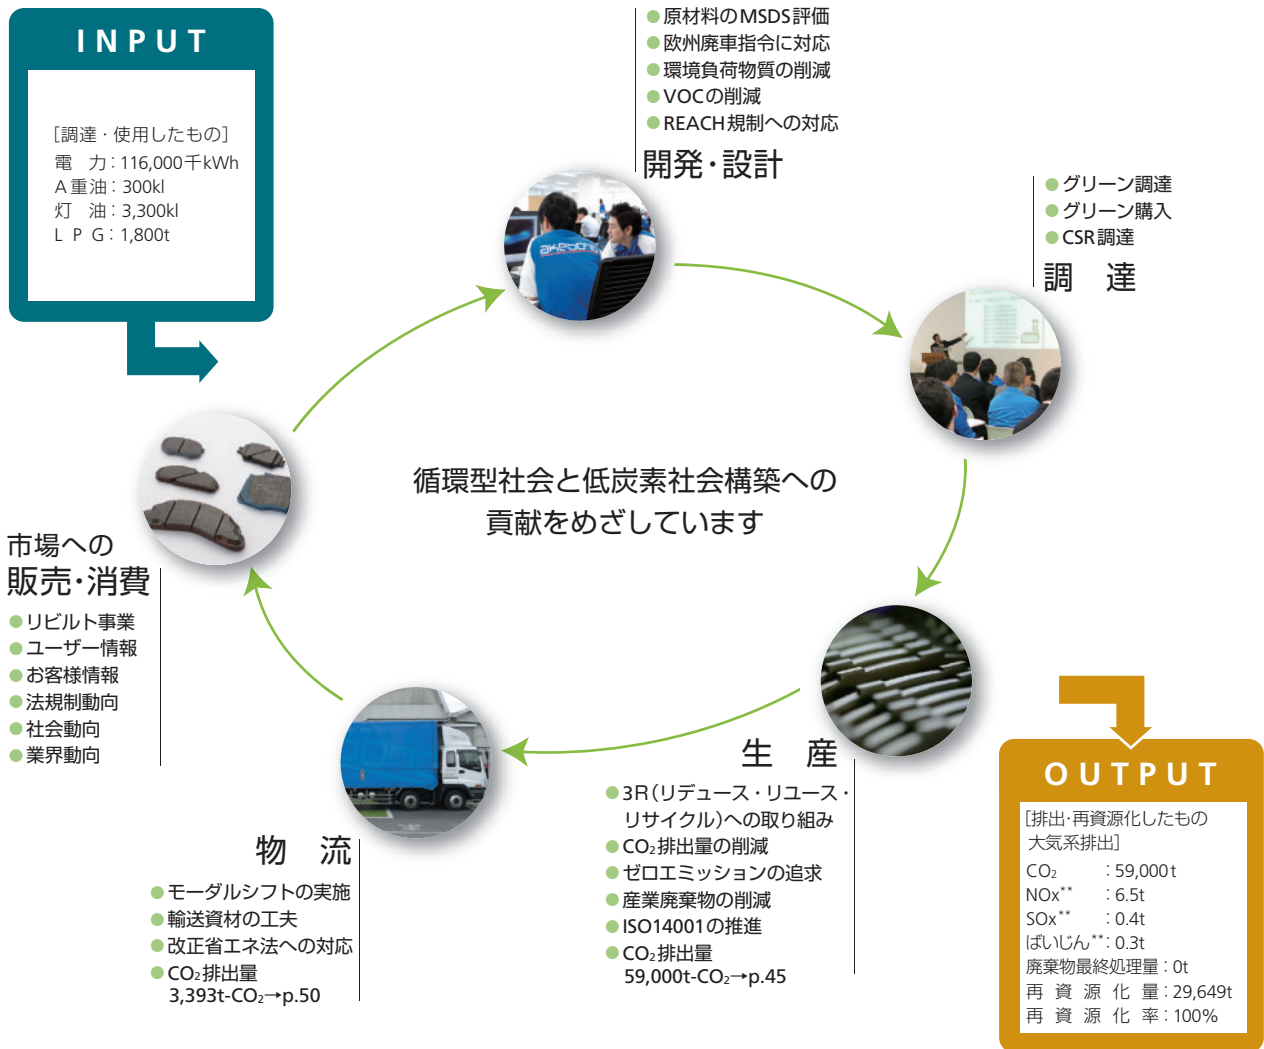 INPUT
[調達・使用したもの]
電　力：116,000千kWh
A重油：300kl
灯　油：3,300kl
L P G：1,800t
●原材料のMSDS評価
●欧州廃車指令に対応
●環境負荷物質の削減
●VOCの削減
●REACH規制への対応
開発・設計
akebono
●グリーン調達
●グリーン購入
●CSR調達
調　達
循環型社会と低炭素社会構築への
貢献をめざしています
市場への
販売・消費
●リビルト事業
●ユーザー情報
●お客様情報
●法規制動向
●社会動向
●業界動向
生　産
●3R（リデュース・リユース・
リサイクル）への取り組み
●CO₂排出量の削減
●ゼロエミッションの追求
●産業廃棄物の削減
●ISO14001の推進
●CO₂排出量
59,000t-CO₂→p.45
物　流
●モーダルシフトの実施
●輸送資材の工夫
●改正省エネ法への対応
●CO₂排出量
3,393t-CO₂→p.50
OUTPUT
[排出・再資源化したもの
大気系排出]
CO₂　：59,000t
NOx**　：6.5t
SOx**　：0.4t
ばいじん**：0.3t
廃棄物最終処理量：0t
再 資 源 化 量：29,649t
再 資 源 化 率：100%